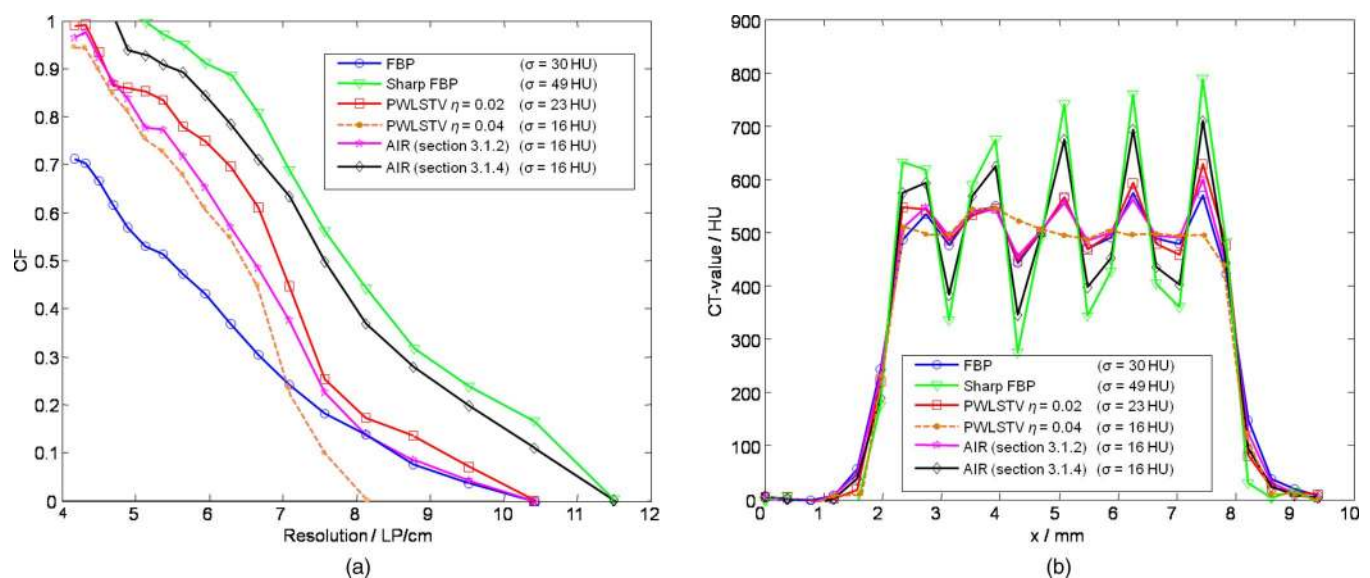 1
0.9
0.8
0.7
0.6
0.5
0.4
0.3
0.2
0.1
0
CF
4 5 6 7 8 9 10 11 12
Resolution / LP/cm
FBP (σ = 30 HU)
Sharp FBP (σ = 49 HU)
PWLSTV η = 0.02 (σ = 23 HU)
PWLSTV η = 0.04 (σ = 16 HU)
AIR (section 3.1.2) (σ = 16 HU)
AIR (section 3.1.4) (σ = 16 HU)
(a)
900
800
700
600
500
400
300
200
100
0
CT-value / HU
0 1 2 3 4 5 6 7 8 9 10
x / mm
FBP (σ = 30 HU)
Sharp FBP (σ = 49 HU)
PWLSTV η = 0.02 (σ = 23 HU)
PWLSTV η = 0.04 (σ = 16 HU)
AIR (section 3.1.2) (σ = 16 HU)
AIR (section 3.1.4) (σ = 16 HU)
(b)